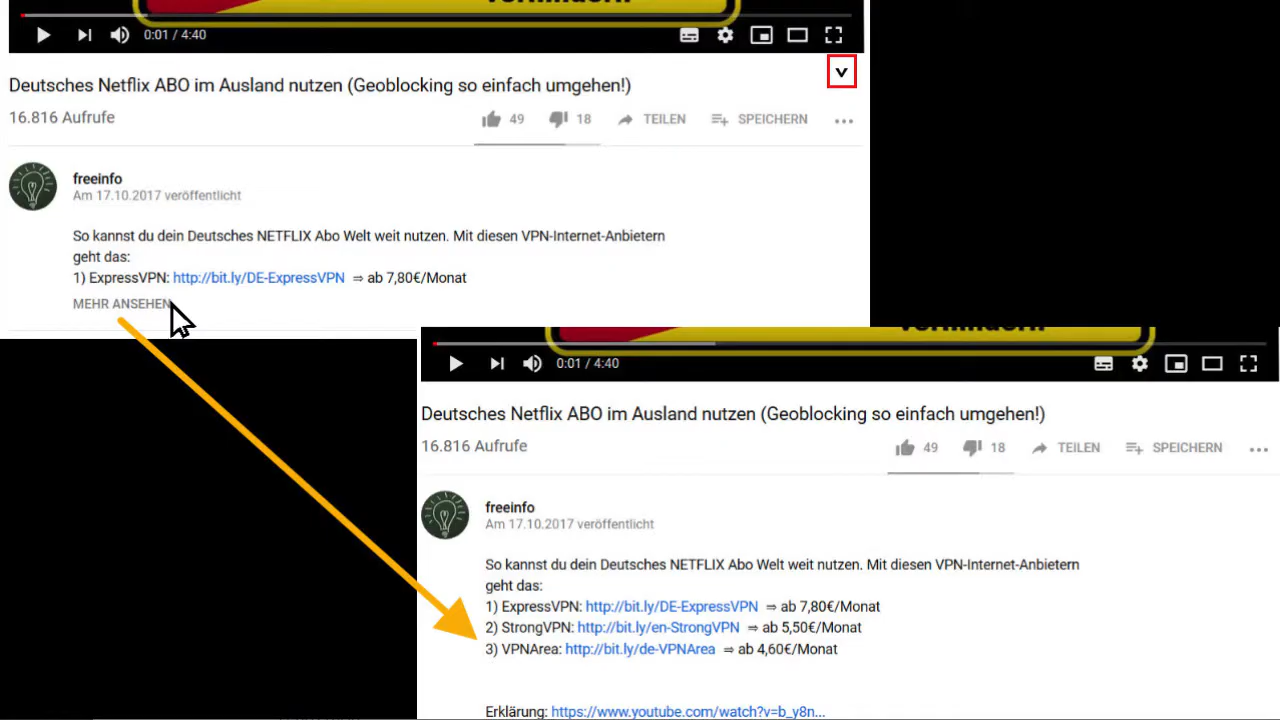 0:01 / 4:40
Deutsches Netflix ABO im Ausland nutzen (Geoblocking so einfach umgehen!)
16.816 Aufrufe
49 18 TEILEN SPEICHERN
freeinfo
Am 17.10.2017 veröffentlicht
So kannst du dein Deutsches NETFLIX Abo Welt weit nutzen. Mit diesen VPN-Internet-Anbietern
geht das:
1) ExpressVPN: http://bit.ly/DE-ExpressVPN ⇒ ab 7,80€/Monat
MEHR ANSEHEN
0:01 / 4:40
Deutsches Netflix ABO im Ausland nutzen (Geoblocking so einfach umgehen!)
16.816 Aufrufe
49 18 TEILEN SPEICHERN
freeinfo
Am 17.10.2017 veröffentlicht
So kannst du dein Deutsches NETFLIX Abo Welt weit nutzen. Mit diesen VPN-Internet-Anbietern
geht das:
1) ExpressVPN: http://bit.ly/DE-ExpressVPN ⇒ ab 7,80€/Monat
2) StrongVPN: http://bit.ly/en-StrongVPN ⇒ ab 5,50€/Monat
3) VPNArea: http://bit.ly/de-VPNArea ⇒ ab 4,60€/Monat
Erklärung: https://www.youtube.com/watch?v=b_y8n...